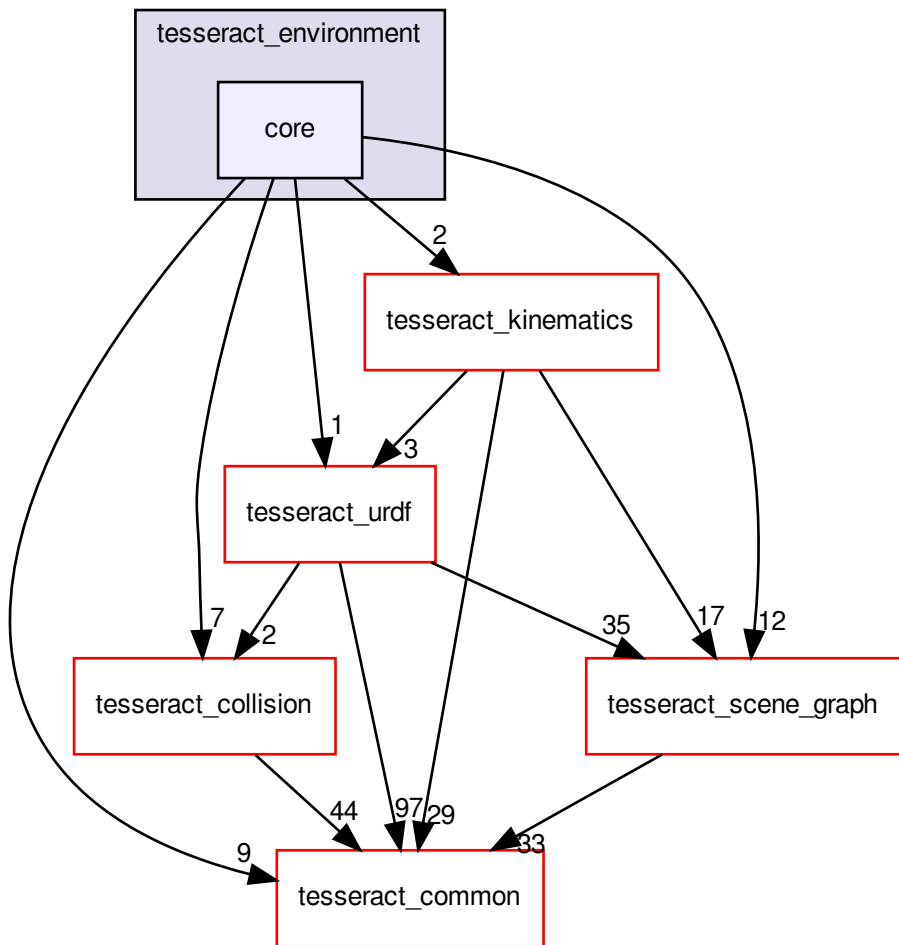 tesseract_environment
core
2
tesseract_kinematics
1
3
tesseract_urdf
7
2
35
17
12
tesseract_collision
tesseract_scene_graph
44
97
29
33
9
tesseract_common